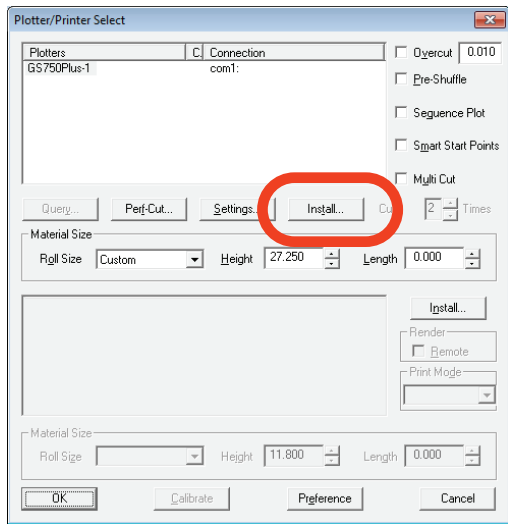 Plotter/Printer Select
Plotters C. Connection
GS750Plus-1 com1:
Overcut 0.010
Pre-Shuffle
Sequence Plot
Smart Start Points
Multi Cut
Query... Perf-Cut... Settings... Install... Cu 2 Times
Material Size
Roll Size Custom Height 27.250 Length 0.000
Install...
Render
Remote
Print Mode
Material Size
Roll Size Height 11.800 Length 0.000
OK Calibrate Preference Cancel